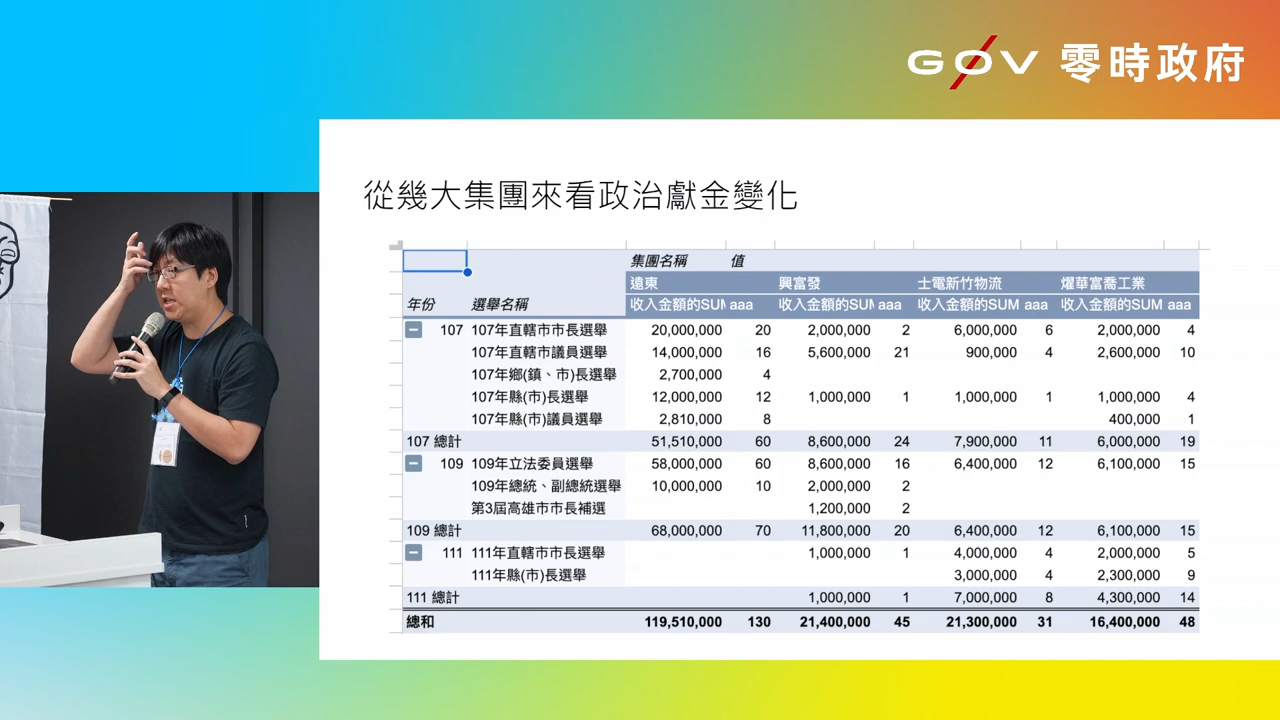 G0V 零時政府
從幾大集團來看政治獻金變化
集團名稱 值
遠東 興富發 士電新竹物流 燿華富喬工業
年份 選舉名稱 收入金額的SUM aaa 收入金額的SUM aaa 收入金額的SUM aaa 收入金額的SUM aaa
107 107年直轄市市長選舉 20,000,000 20 2,000,000 2 6,000,000 6 2,000,000 4
107年直轄市議員選舉 14,000,000 16 5,600,000 21 900,000 4 2,600,000 10
107年鄉(鎮、市)長選舉 2,700,000 4
107年縣(市)長選舉 12,000,000 12 1,000,000 1 1,000,000 1 1,000,000 4
107年縣(市)議員選舉 2,810,000 8 400,000 1
107 總計 51,510,000 60 8,600,000 24 7,900,000 11 6,000,000 19
109 109年立法委員選舉 58,000,000 60 8,600,000 16 6,400,000 12 6,100,000 15
109年總統、副總統選舉 10,000,000 10 2,000,000 2
第3屆高雄市市長補選 1,200,000 2
109 總計 68,000,000 70 11,800,000 20 6,400,000 12 6,100,000 15
111 111年直轄市市長選舉 1,000,000 1 4,000,000 4 2,000,000 5
111年縣(市)長選舉 3,000,000 4 2,300,000 9
111 總計 1,000,000 1 7,000,000 8 4,300,000 14
總和 119,510,000 130 21,400,000 45 21,300,000 31 16,400,000 48